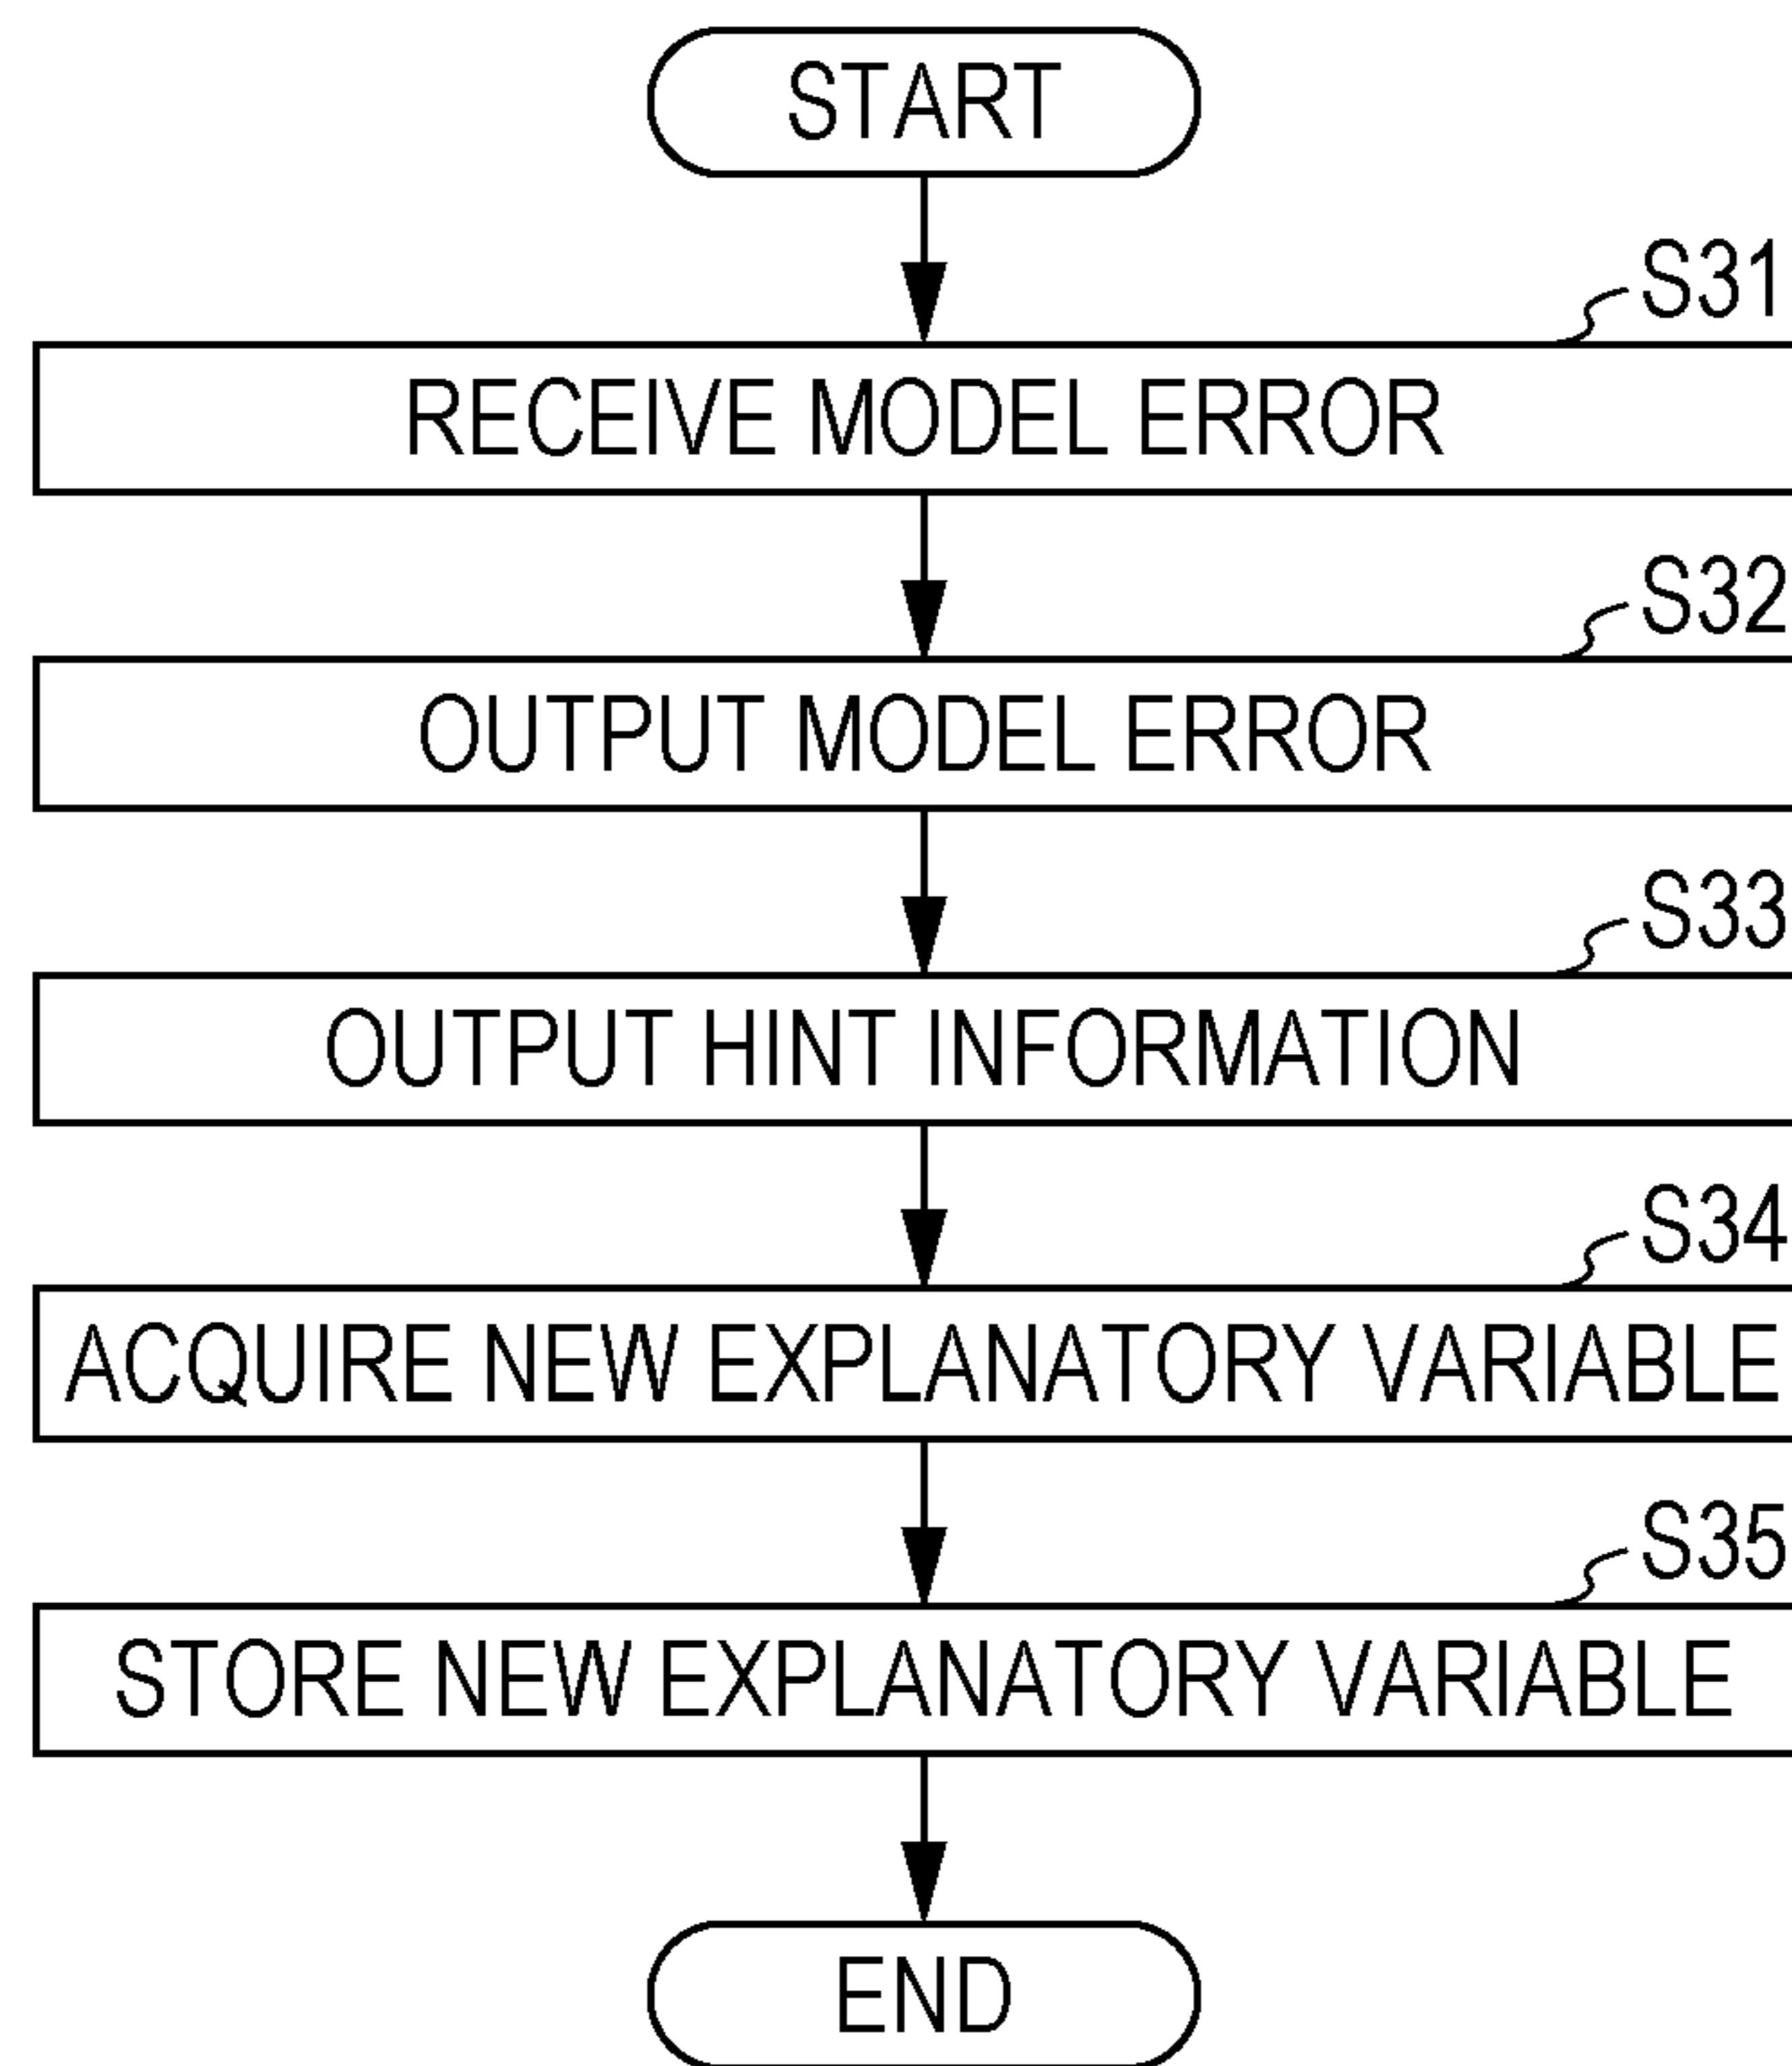 START
S31
RECEIVE MODEL ERROR
S32
OUTPUT MODEL ERROR
S33
OUTPUT HINT INFORMATION
S34
ACQUIRE NEW EXPLANATORY VARIABLE
S35
STORE NEW EXPLANATORY VARIABLE
END